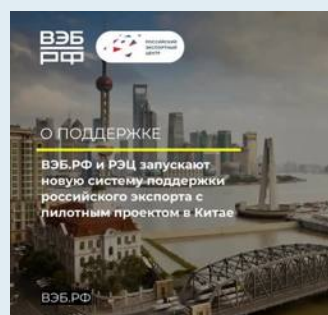 ВЭБ
РФ
РОССИЙСКИЙ
ЭКСПОРТНЫЙ
ЦЕНТР
О ПОДДЕРЖКЕ
ВЭБ.РФ и РЭЦ запускают
новую систему поддержки
российского экспорта с
пилотным проектом в Китае
ВЭБ.РФ